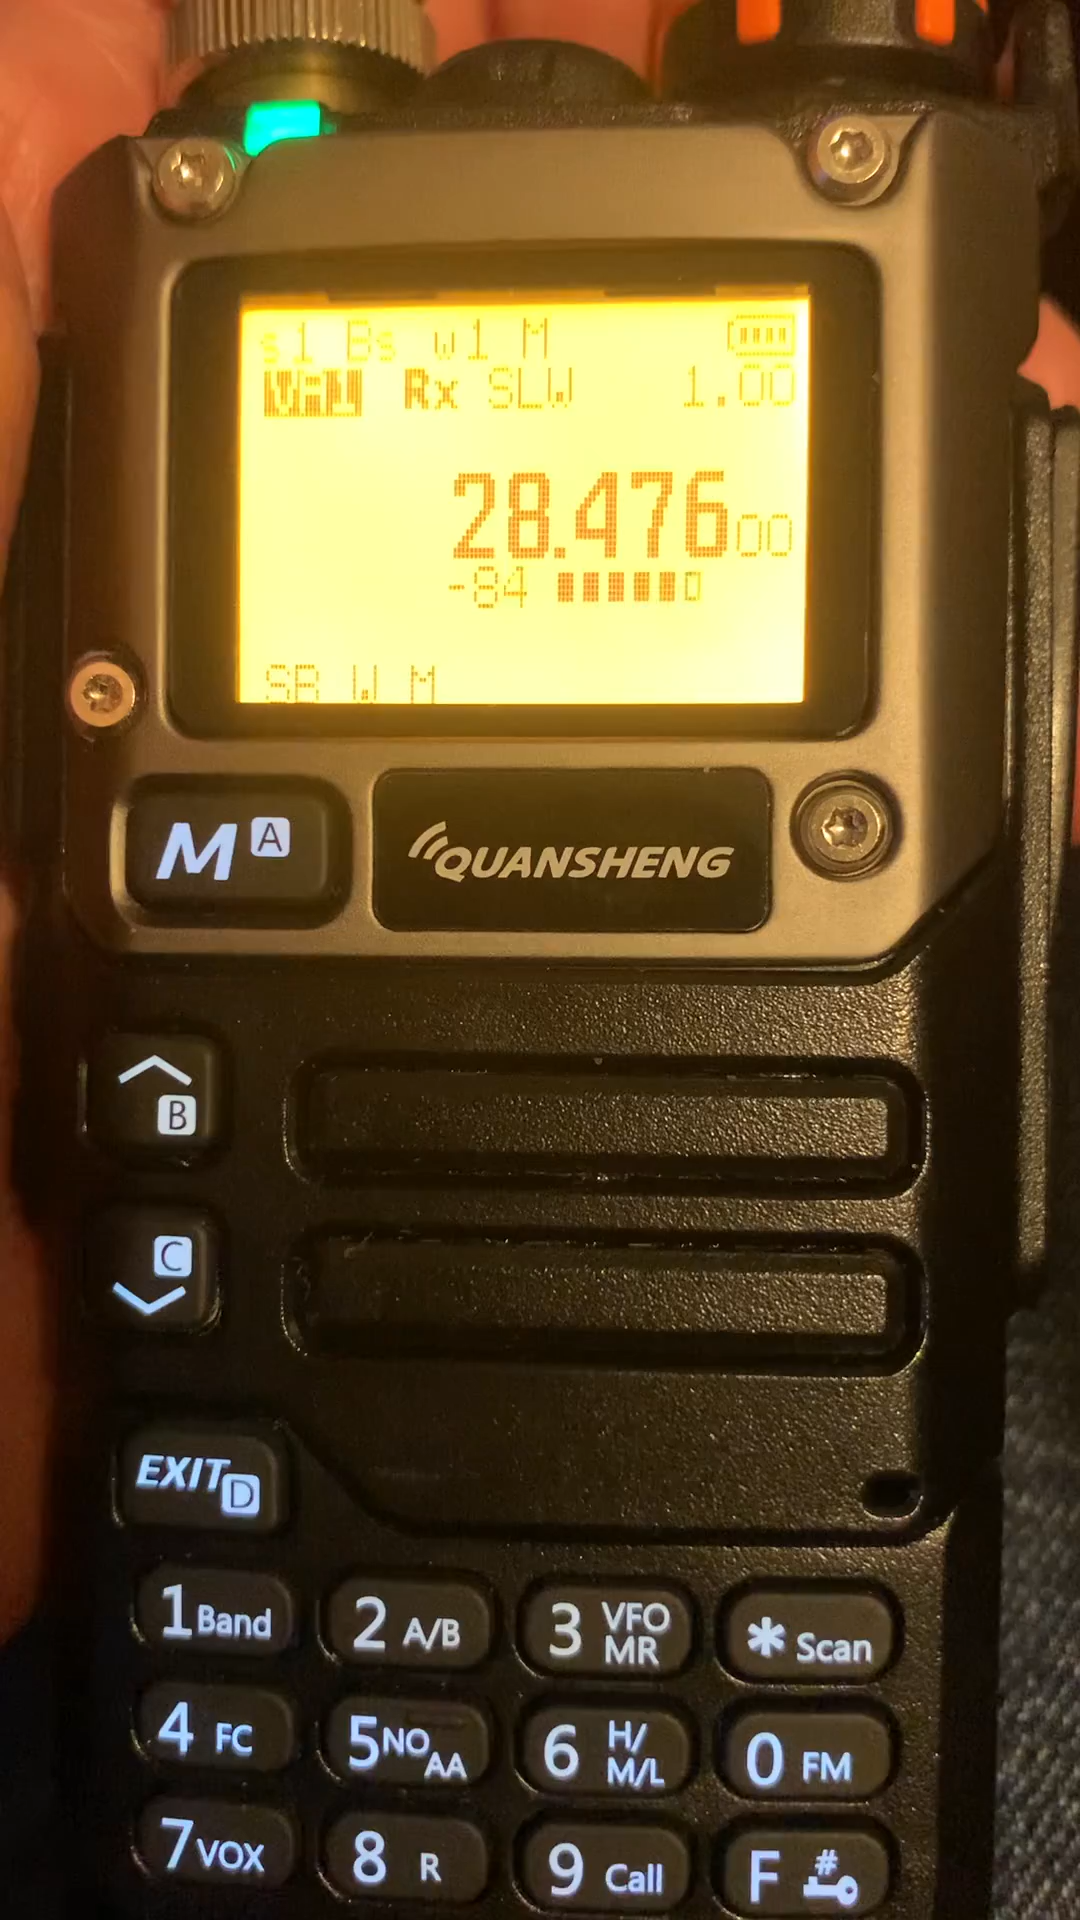 s1 Bs w1 M
Rx SLW 1.00
28.47600
-84
SB W M
M A
QUANSHENG
B
C
EXIT D
1 Band 2 A/B 3 VFO MR * Scan
4 FC 5 NOAA 6 H/M/L 0 FM
7 VOX 8 R 9 Call F #